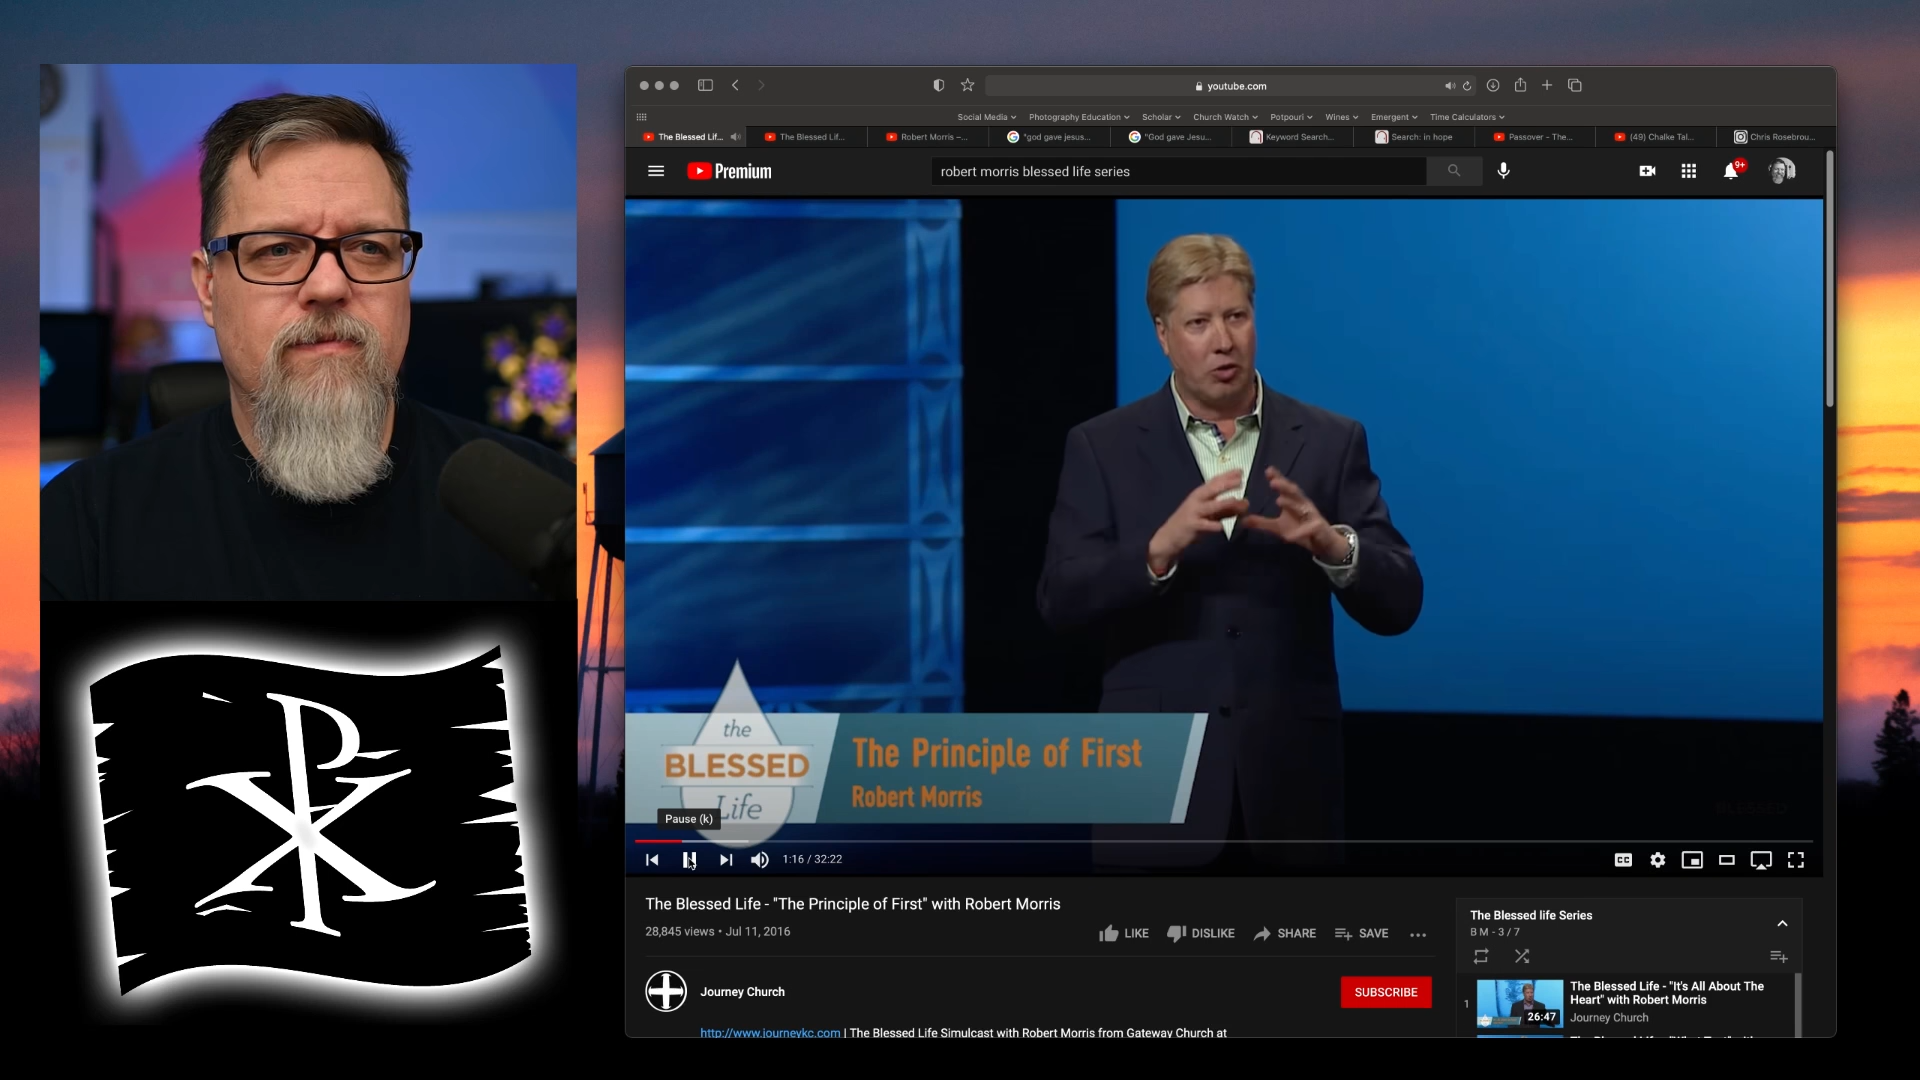 youtube.com
Social Media
Photography Education
Scholar
Church Watch
Potpouri
Wines
Emergent
Time Calculators
The Blessed Lif...
The Blessed Lif...
Robert Morris –...
"god gave jesus...
"God gave Jesu...
Keyword Search...
Search: in hope
Passover - The...
(49) Chalke Tal...
Chris Rosebrou...
Premium
robert morris blessed life series
9+
the
BLESSED
Life
The Principle of First
Robert Morris
Pause (k)
1:16 / 32:22
CC
The Blessed Life - "The Principle of First" with Robert Morris
28,845 views • Jul 11, 2016
LIKE
DISLIKE
SHARE
SAVE
Journey Church
SUBSCRIBE
http://www.journeykc.com | The Blessed Life Simulcast with Robert Morris from Gateway Church at
The Blessed life Series
B M - 3 / 7
1
26:47
The Blessed Life - "It's All About The
Heart" with Robert Morris
Journey Church